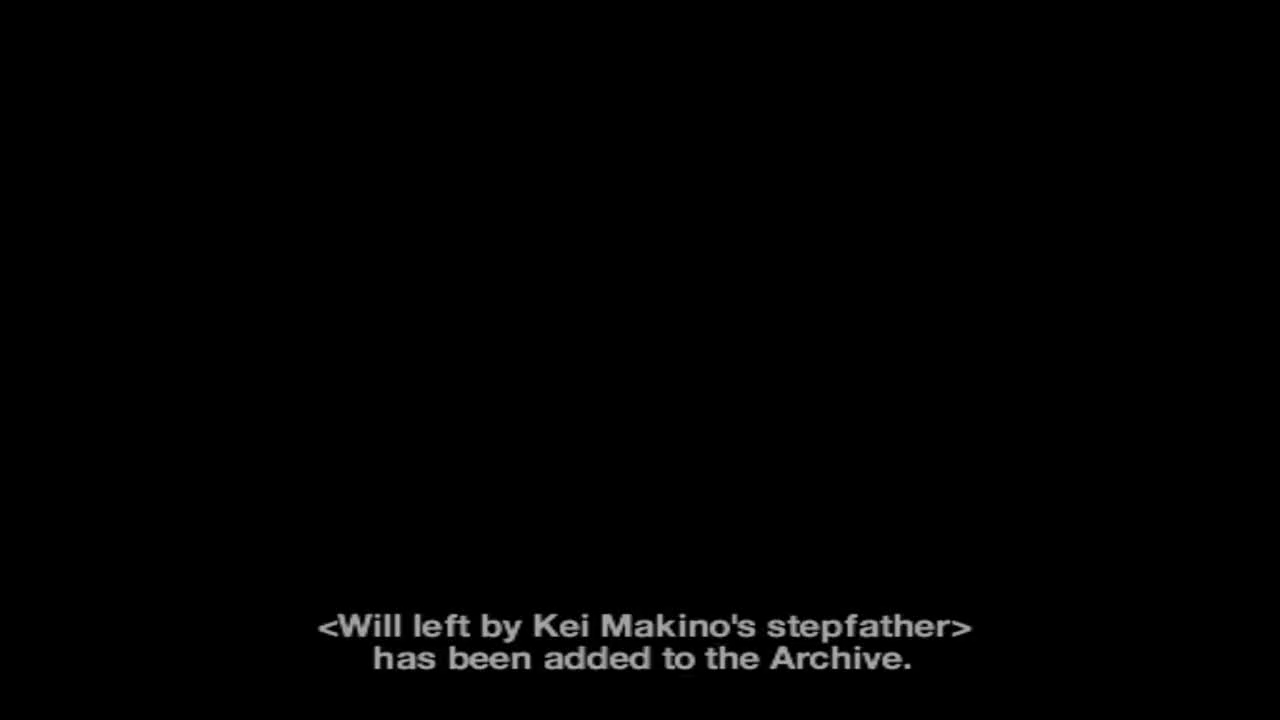 <Will left by Kei Makino's stepfather>
has been added to the Archive.